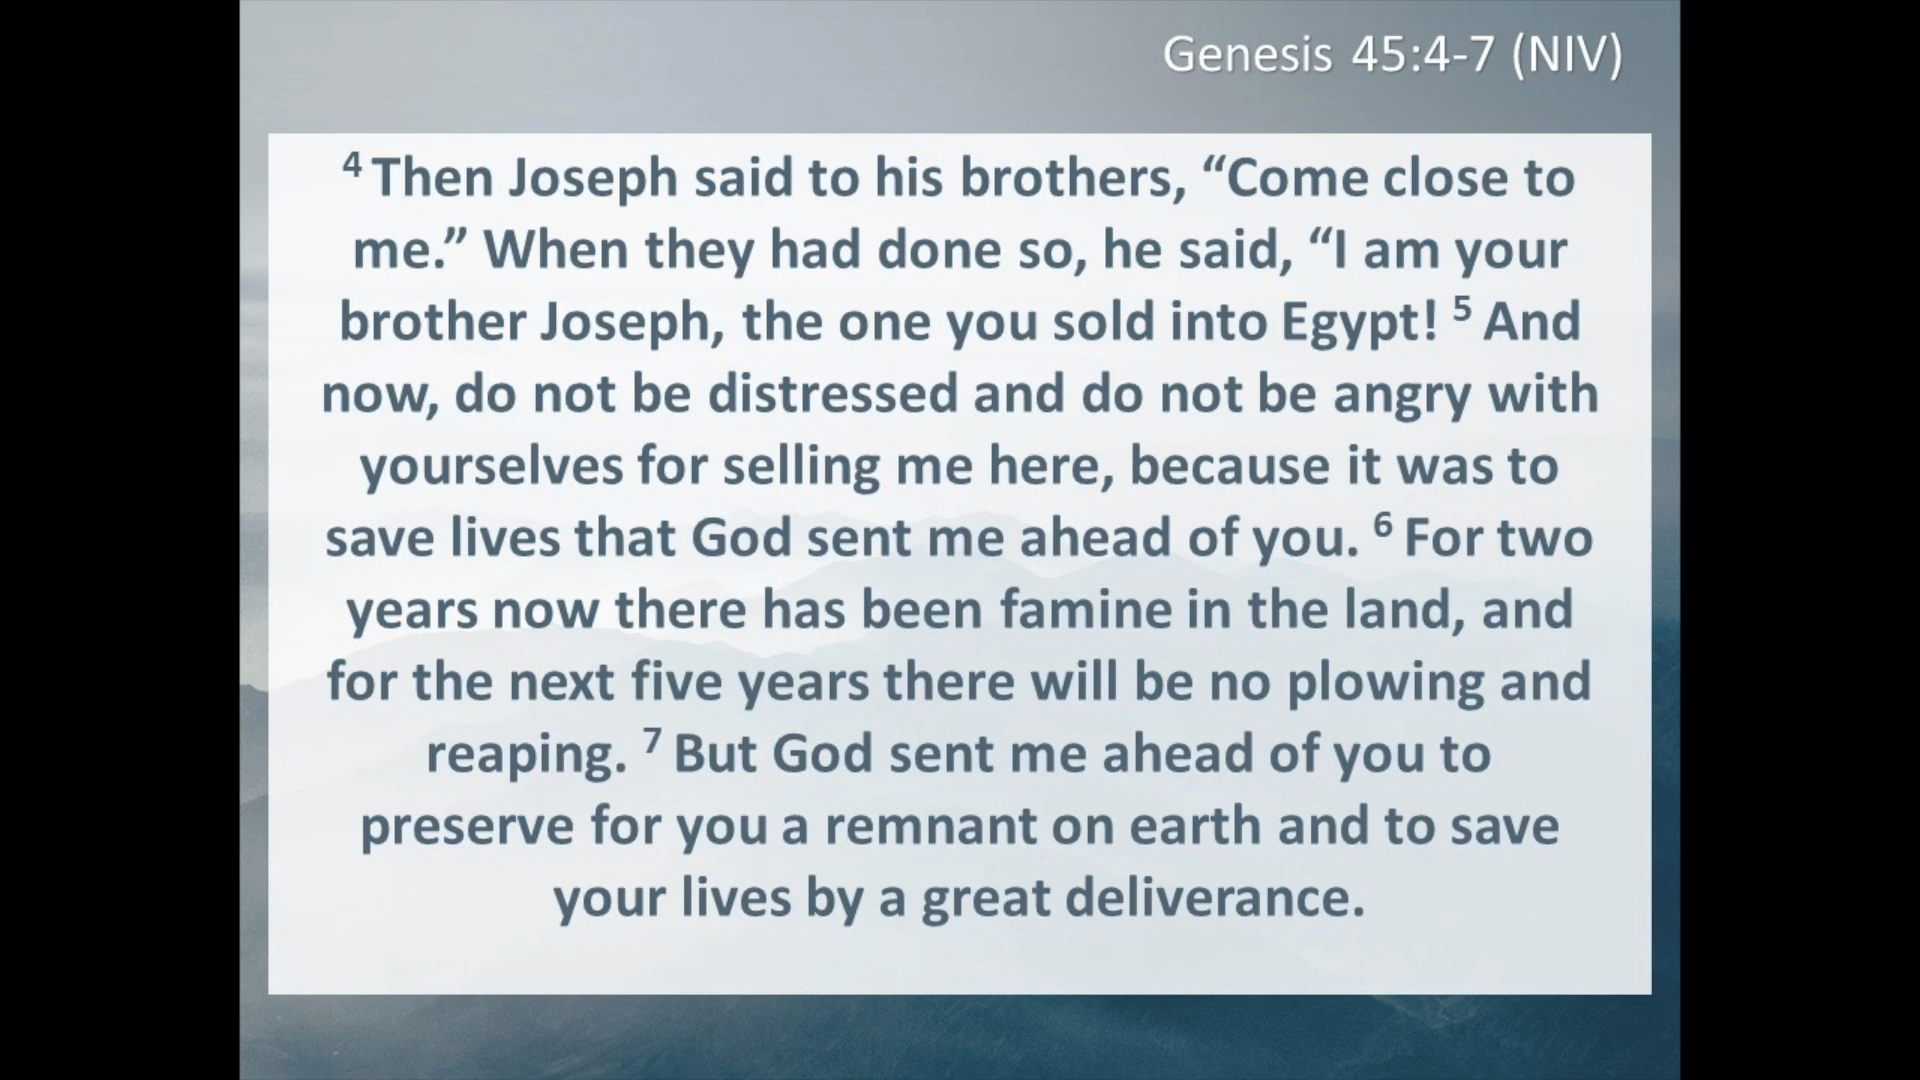 Genesis 45:4-7 (NIV)
4 Then Joseph said to his brothers, “Come close to
me.” When they had done so, he said, “I am your
brother Joseph, the one you sold into Egypt! 5 And
now, do not be distressed and do not be angry with
yourselves for selling me here, because it was to
save lives that God sent me ahead of you. 6 For two
years now there has been famine in the land, and
for the next five years there will be no plowing and
reaping. 7 But God sent me ahead of you to
preserve for you a remnant on earth and to save
your lives by a great deliverance.